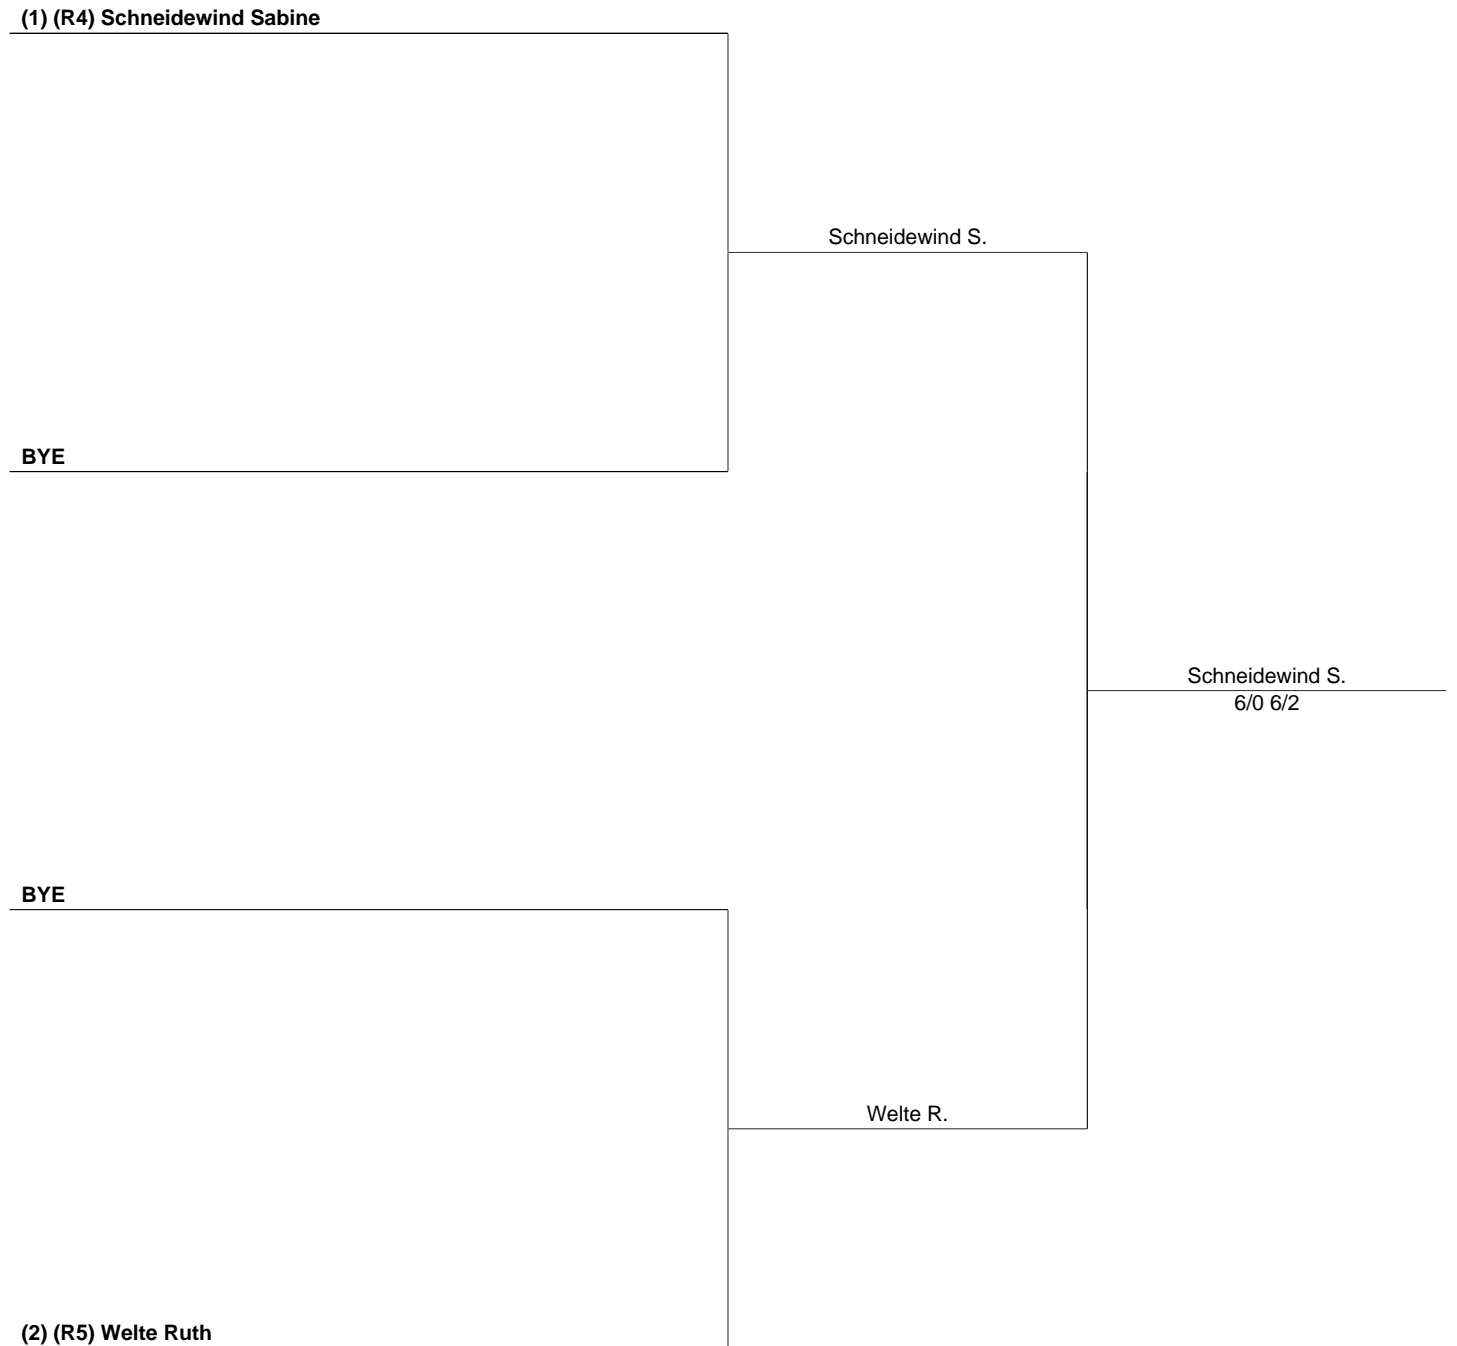 (1) (R4) Schneidewind Sabine
Schneidewind S.
BYE
Schneidewind S.
6/0 6/2
BYE
Welte R.
(2) (R5) Welte Ruth